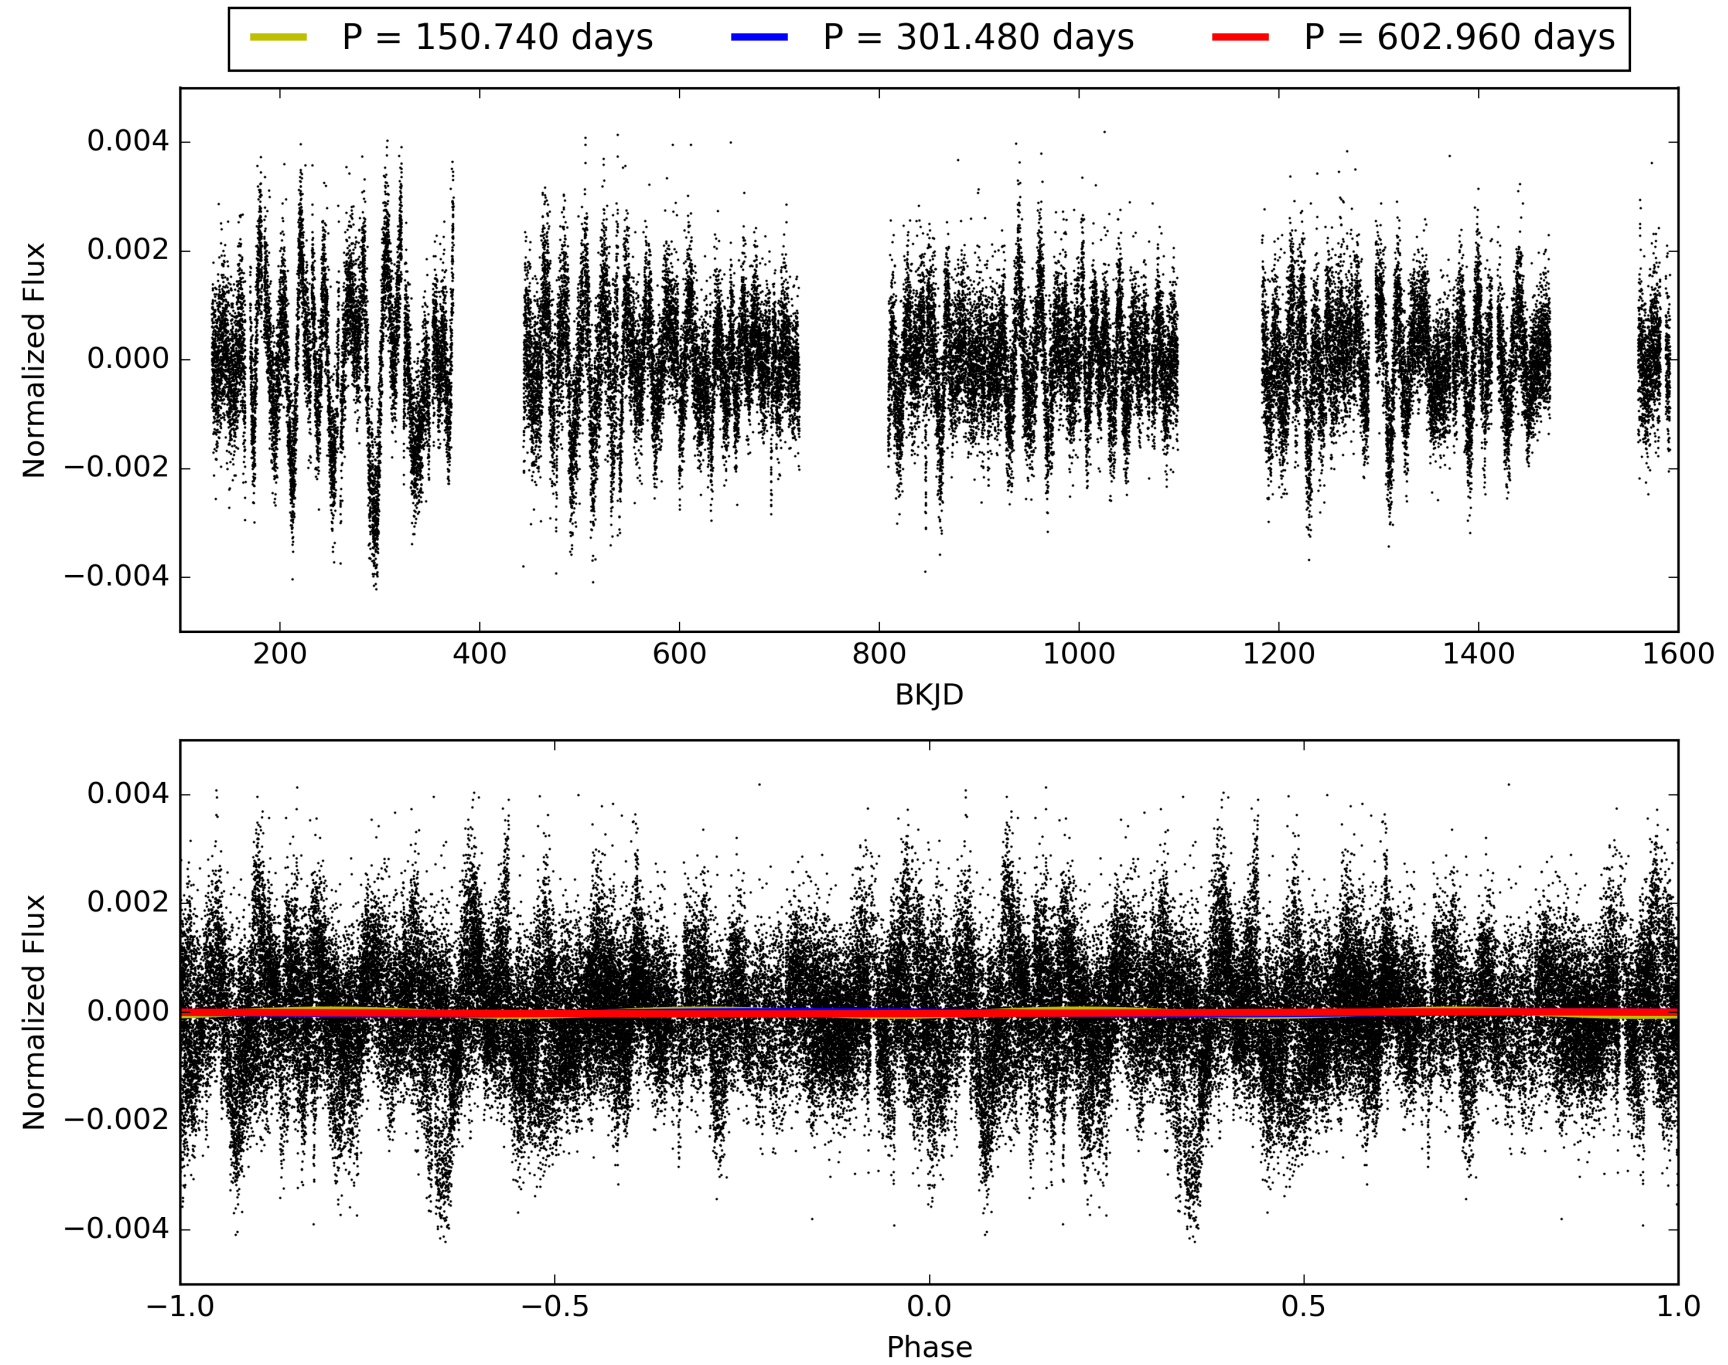 P = 150.740 days P = 301.480 days P = 602.960 days
0.004
0.002
0.000
−0.002
−0.004
Normalized Flux
200 400 600 800 1000 1200 1400 1600
BKJD
0.004
0.002
0.000
−0.002
−0.004
Normalized Flux
−1.0 −0.5 0.0 0.5 1.0
Phase